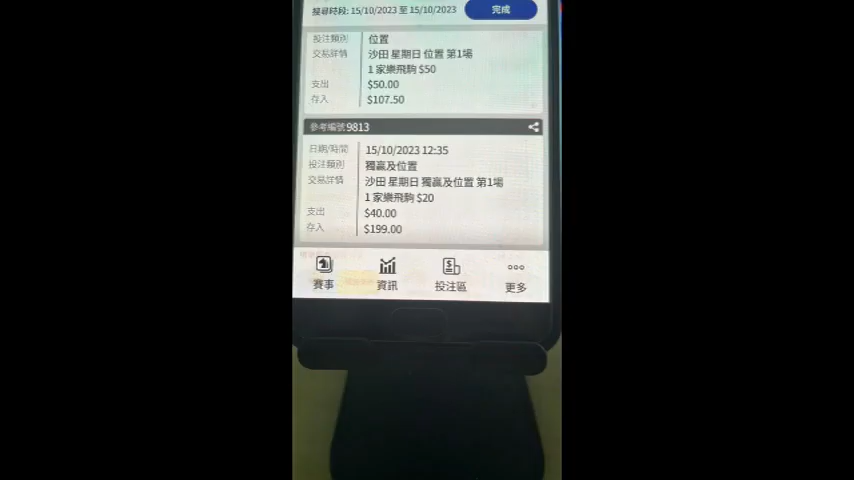 搜尋時段: 15/10/2023 至 15/10/2023 完成
投注類別 位置
交易詳情 沙田 星期日 位置 第1場
1 家樂飛駒 $50
支出 $50.00
存入 $107.50
參考編號 9813
日期/時間 15/10/2023 12:35
投注類別 獨贏及位置
交易詳情 沙田 星期日 獨贏及位置 第1場
1 家樂飛駒 $20
支出 $40.00
存入 $199.00
賽事 資訊 投注區 更多